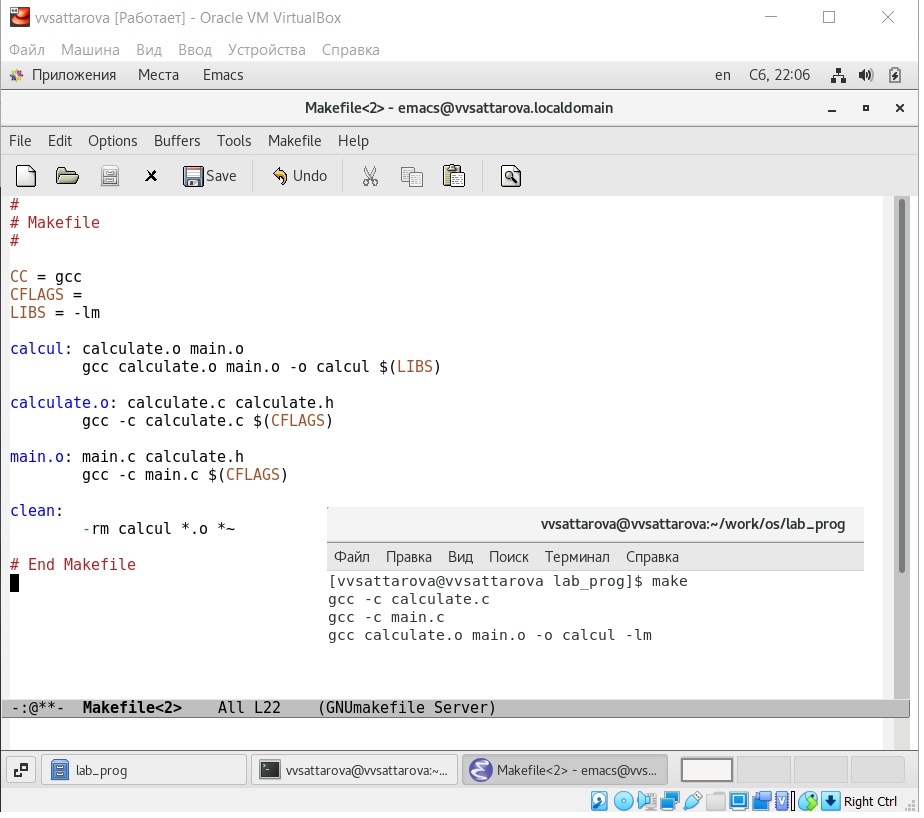 vvsattarova [Работает] - Oracle VM VirtualBox
Файл Машина Вид Ввод Устройства Справка
Приложения Места Emacs en Сб, 22:06
Makefile<2> - emacs@vvsattarova.localdomain
File Edit Options Buffers Tools Makefile Help
Save Undo
#
# Makefile
#
CC = gcc
CFLAGS =
LIBS = -lm
calcul: calculate.o main.o
gcc calculate.o main.o -o calcul $(LIBS)
calculate.o: calculate.c calculate.h
gcc -c calculate.c $(CFLAGS)
main.o: main.c calculate.h
gcc -c main.c $(CFLAGS)
clean:
-rm calcul *.o *~
# End Makefile
vvsattarova@vvsattarova:~/work/os/lab_prog
Файл Правка Вид Поиск Терминал Справка
[vvsattarova@vvsattarova lab_prog]$ make
gcc -c calculate.c
gcc -c main.c
gcc calculate.o main.o -o calcul -lm
-:@**- Makefile<2> All L22 (GNUmakefile Server)
lab_prog vvsattarova@vvsattarova:~... Makefile<2> - emacs@vvs...
Right Ctrl